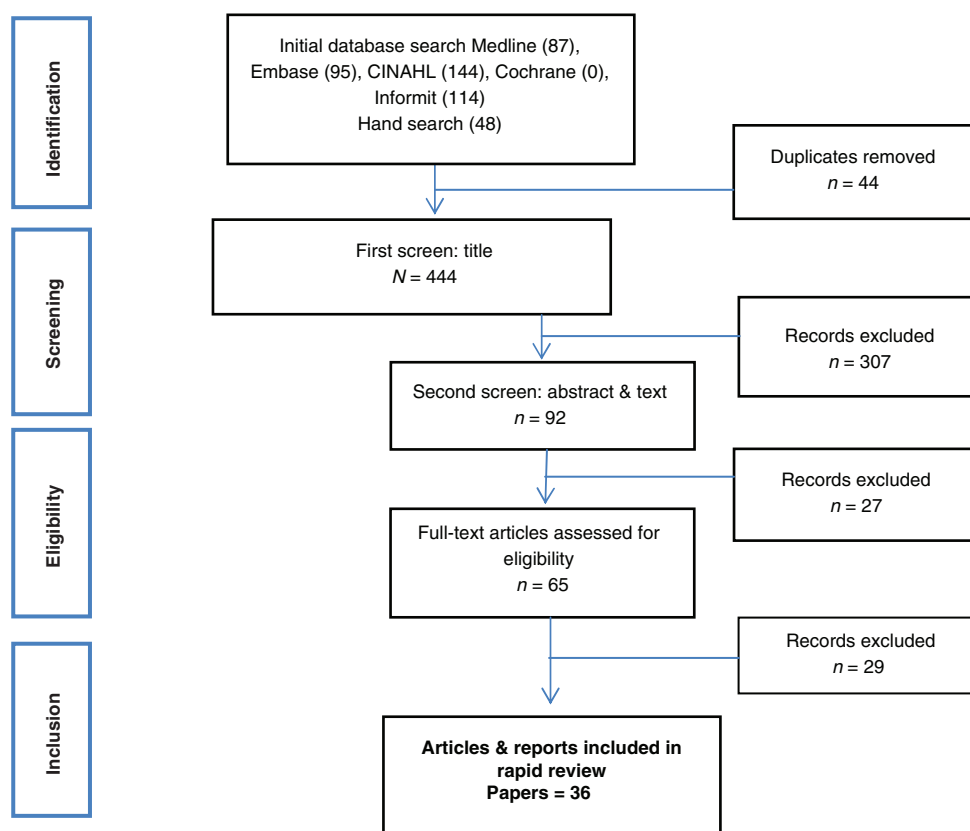 Identification
Initial database search Medline (87),
Embase (95), CINAHL (144), Cochrane (0),
Informit (114)
Hand search (48)
Duplicates removed
n = 44
Screening
First screen: title
N = 444
Records excluded
n = 307
Second screen: abstract & text
n = 92
Eligibility
Records excluded
n = 27
Full-text articles assessed for
eligibility
n = 65
Inclusion
Records excluded
n = 29
Articles & reports included in
rapid review
Papers = 36